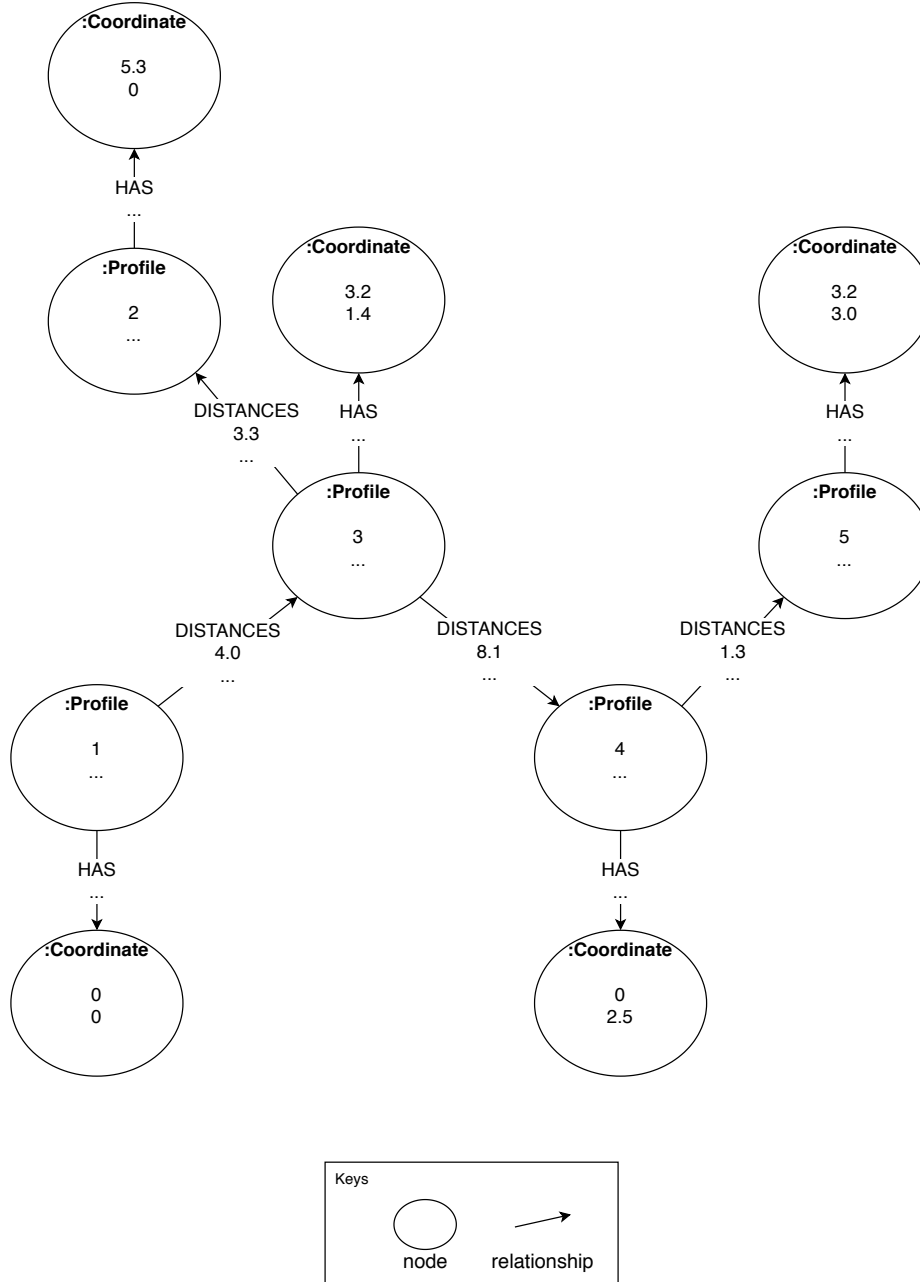 :Coordinate
5.3
0
HAS
...
:Profile
2
...
:Coordinate
3.2
1.4
:Coordinate
3.2
3.0
DISTANCES
3.3
...
HAS
...
HAS
...
:Profile
3
...
:Profile
5
...
DISTANCES
4.0
...
DISTANCES
8.1
...
DISTANCES
1.3
...
:Profile
1
...
:Profile
4
...
HAS
...
HAS
...
:Coordinate
0
0
:Coordinate
0
2.5
Keys
node
relationship